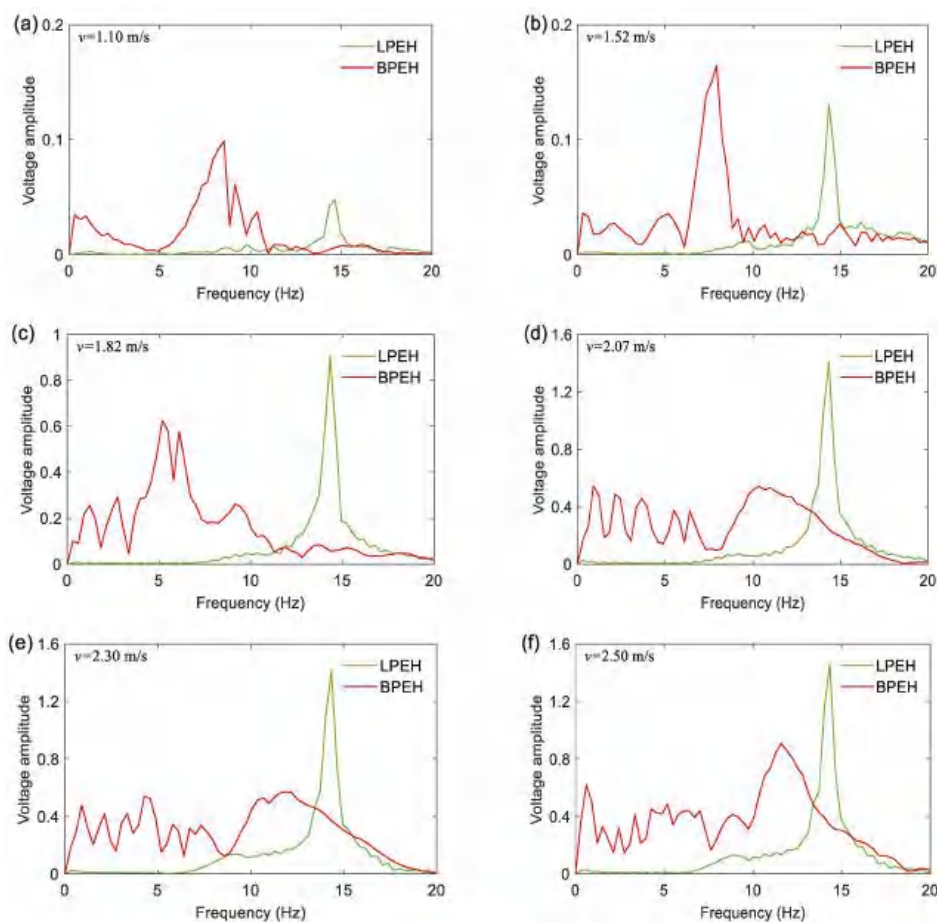 (a)
v=1.10 m/s
LPEH
BPEH
Voltage amplitude
0.2
0.1
0
0 5 10 15 20
Frequency (Hz)
(b)
v=1.52 m/s
LPEH
BPEH
Voltage amplitude
0.2
0.1
0
0 5 10 15 20
Frequency (Hz)
(c)
v=1.82 m/s
LPEH
BPEH
Voltage amplitude
1
0.8
0.6
0.4
0.2
0
0 5 10 15 20
Frequency (Hz)
(d)
v=2.07 m/s
LPEH
BPEH
Voltage amplitude
1.6
1.2
0.8
0.4
0
0 5 10 15 20
Frequency (Hz)
(e)
v=2.30 m/s
LPEH
BPEH
Voltage amplitude
1.6
1.2
0.8
0.4
0
0 5 10 15 20
Frequency (Hz)
(f)
v=2.50 m/s
LPEH
BPEH
Voltage amplitude
1.6
1.2
0.8
0.4
0
0 5 10 15 20
Frequency (Hz)